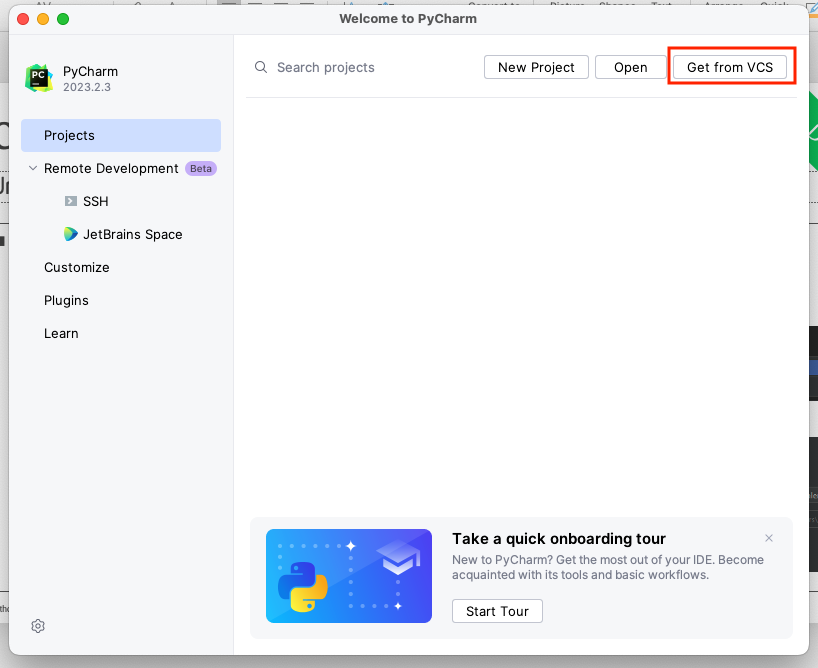 Welcome to PyCharm
PC
PyCharm
2023.2.3
Search projects
New Project
Open
Get from VCS
Projects
Remote Development Beta
SSH
JetBrains Space
Customize
Plugins
Learn
Take a quick onboarding tour
New to PyCharm? Get the most out of your IDE. Become
acquainted with its tools and basic workflows.
Start Tour